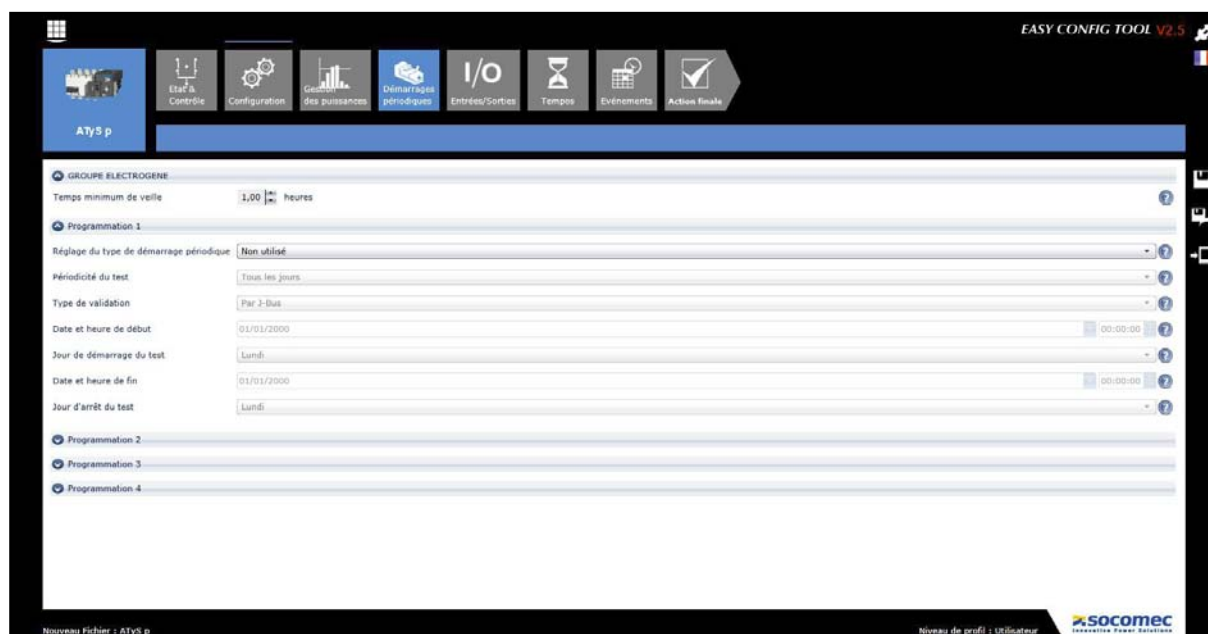 EASY CONFIG TOOL V2.5
ATyS p
Etat & Contrôle
Configuration
Gestion des puissances
Démarrages périodiques
I/O
Entrées/Sorties
Tempos
Evénements
Action finale
GROUPE ELECTROGENE
Temps minimum de veille 1,00 heures
Programmation 1
Réglage du type de démarrage périodique Non utilisé
Périodicité du test Tous les jours
Type de validation Par J-Bus
Date et heure de début 01/01/2000 00:00:00
Jour de démarrage du test Lundi
Date et heure de fin 01/01/2000 00:00:00
Jour d'arrêt du test Lundi
Programmation 2
Programmation 3
Programmation 4
Nouveau Fichier : ATyS p
Niveau de profil : Utilisateur
socomec
Innovative Power Solutions